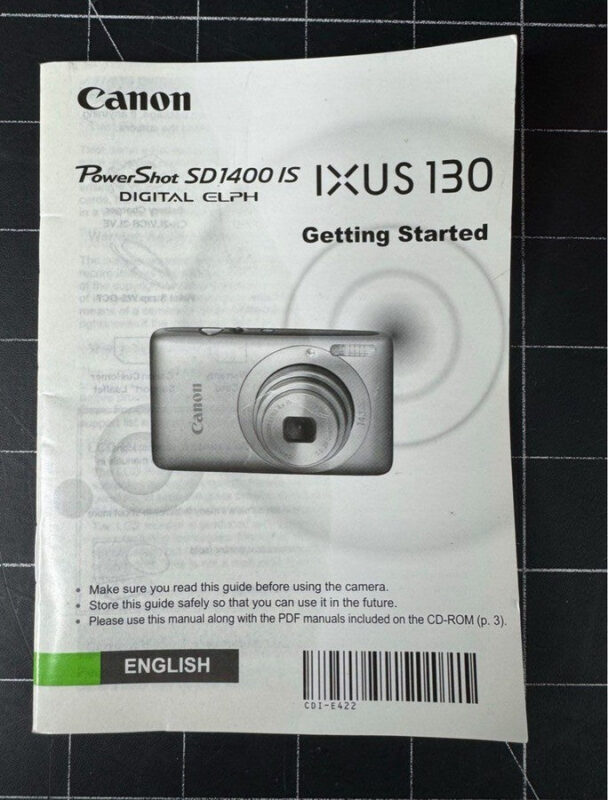 Canon
PowerShot SD1400 IS IXUS 130
DIGITAL ELPH
Getting Started
Canon
• Make sure you read this guide before using the camera.
• Store this guide safely so that you can use it in the future.
• Please use this manual along with the PDF manuals included on the CD-ROM (p. 3).
ENGLISH
CDI-E422